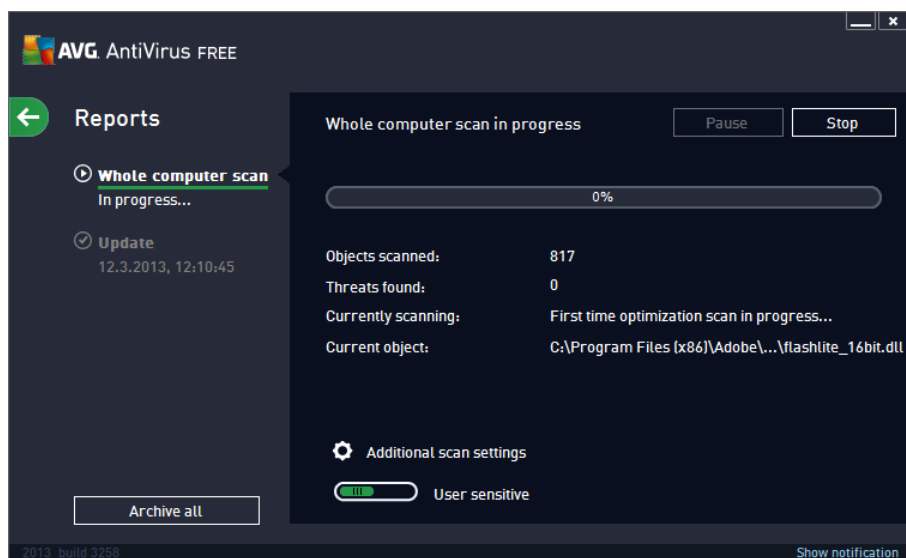 AVG. AntiVirus FREE
Reports
Whole computer scan
In progress...
Update
12.3.2013, 12:10:45
Archive all
Whole computer scan in progress
Pause
Stop
0%
Objects scanned: 817
Threats found: 0
Currently scanning: First time optimization scan in progress...
Current object: C:\Program Files (x86)\Adobe\...\flashlite_16bit.dll
Additional scan settings
User sensitive
2013 build 3258
Show notification